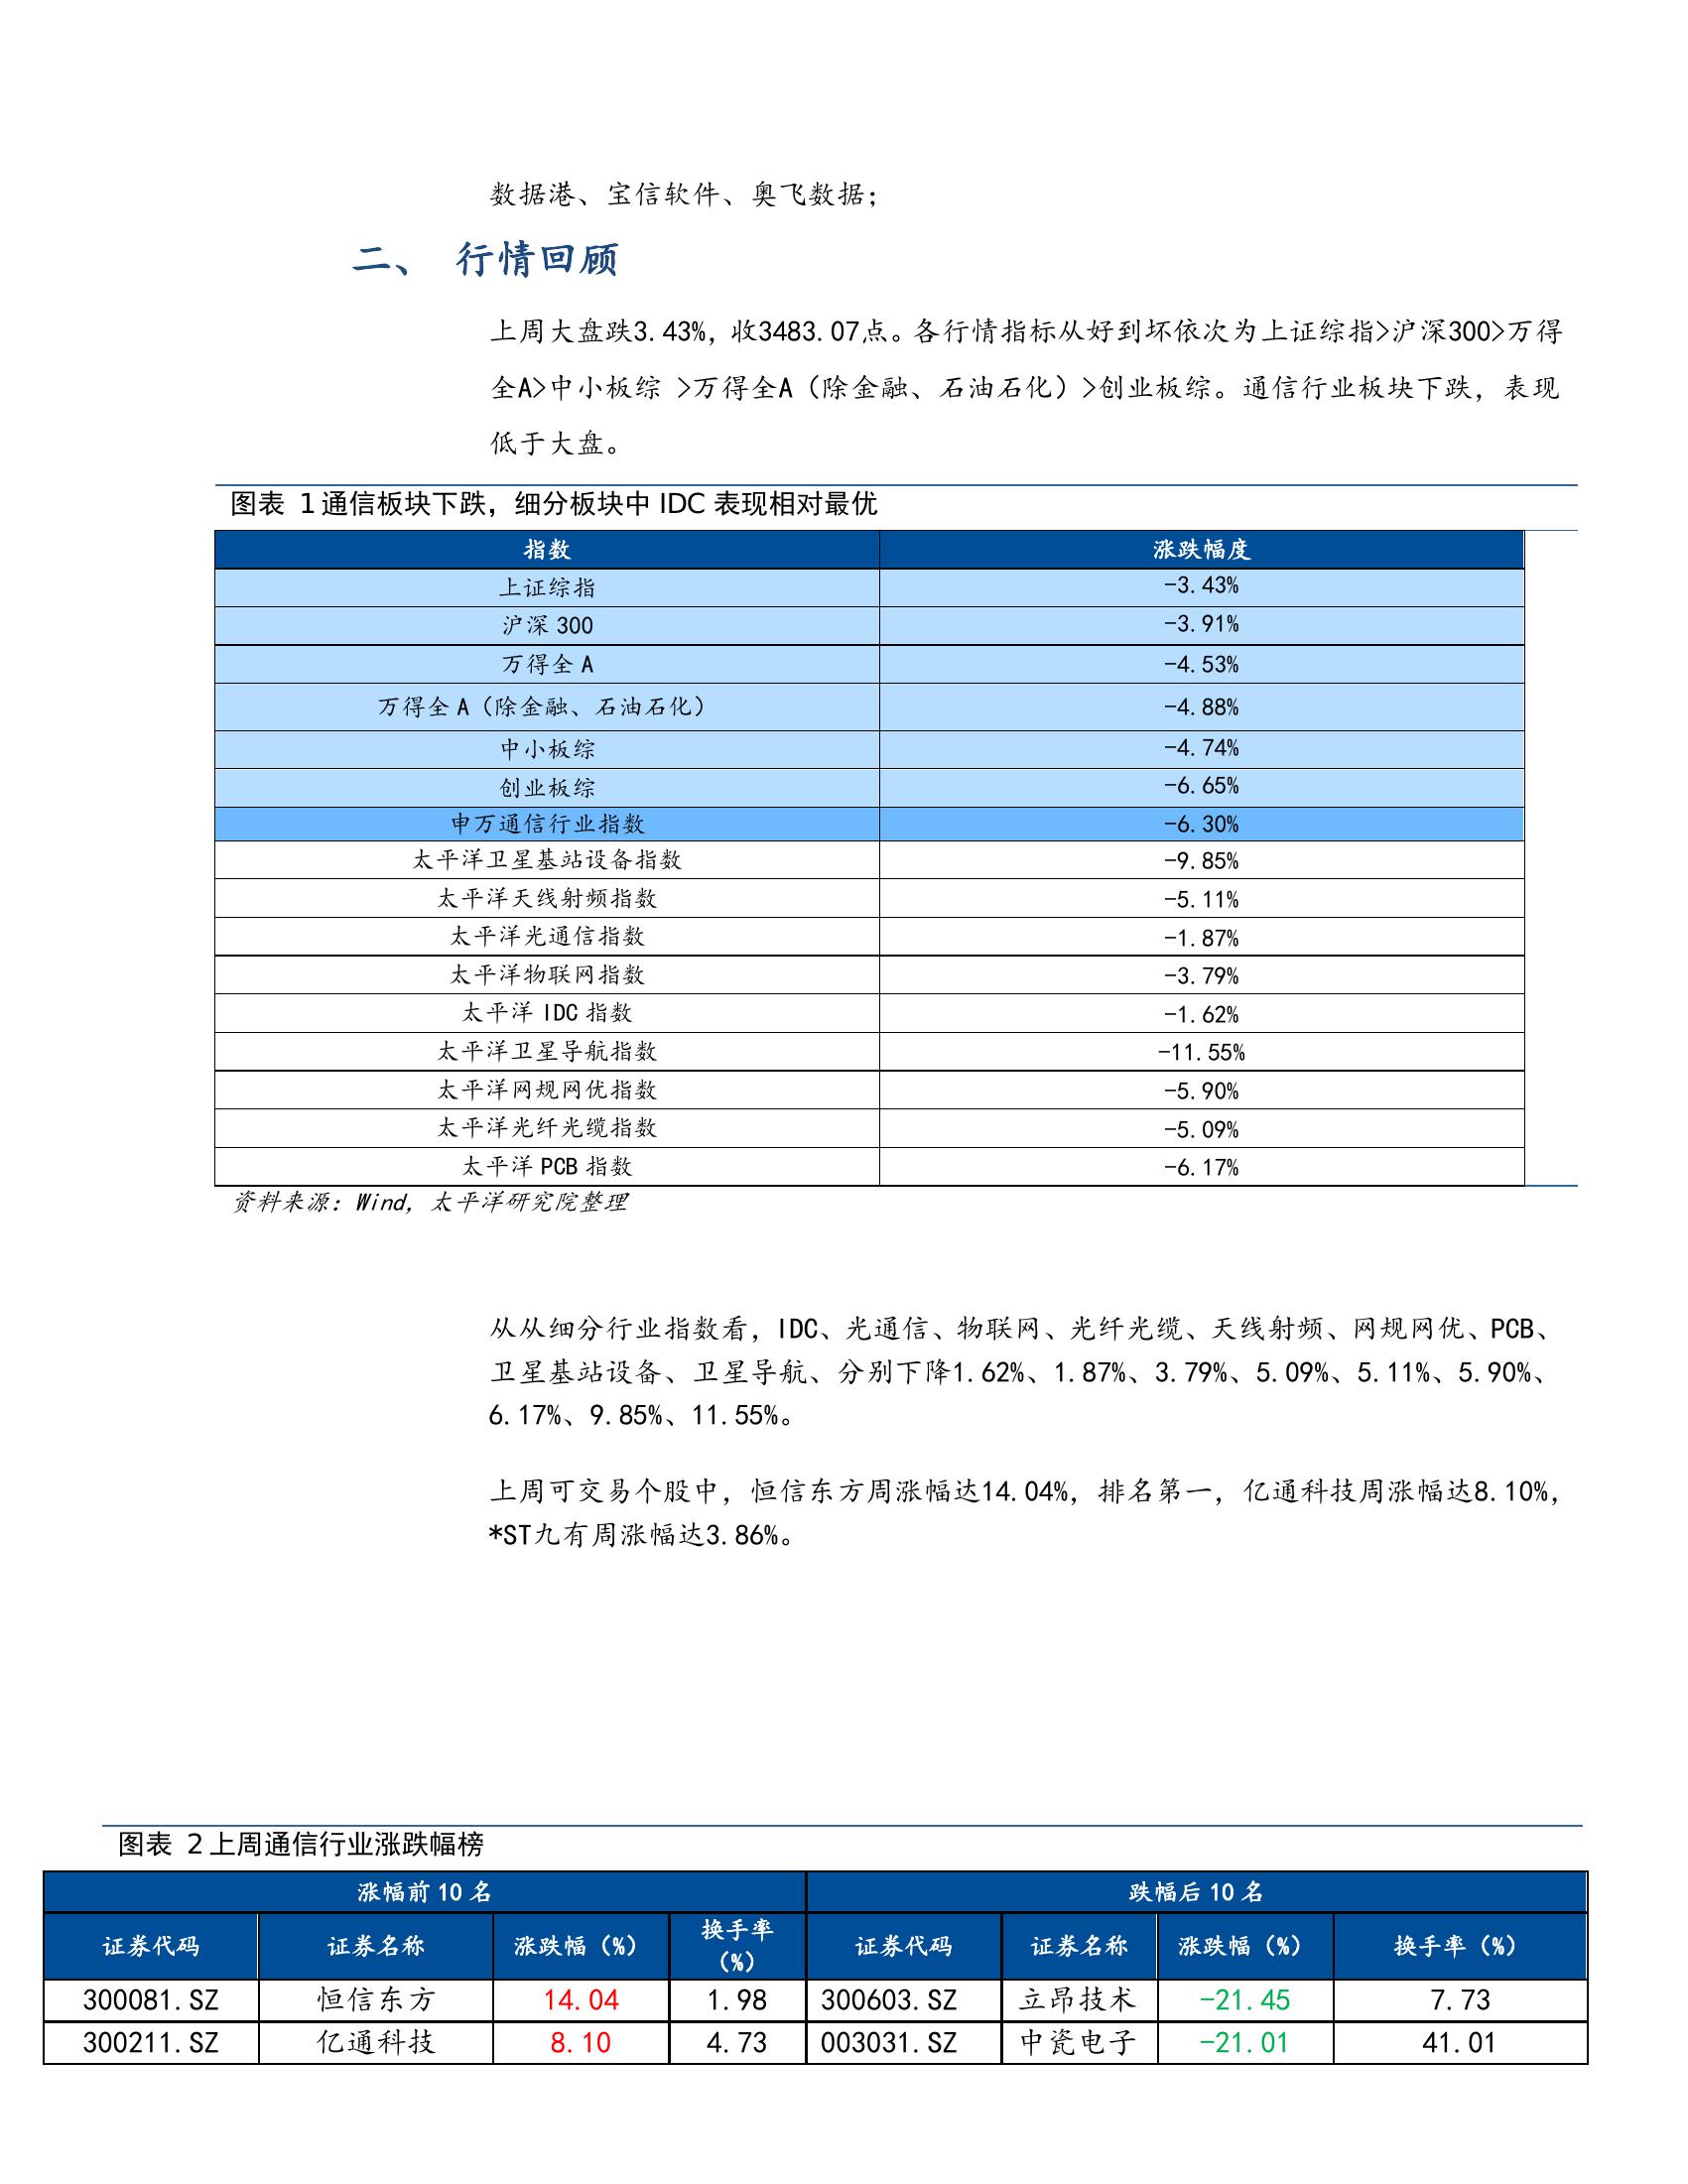 数据港、宝信软件、奥飞数据；
二、 行情回顾
上周大盘跌3.43%，收3483.07点。各行情指标从好到坏依次为上证综指>沪深300>万得
全A>中小板综 >万得全A（除金融、石油石化）>创业板综。通信行业板块下跌，表现
低于大盘。
图表 1 通信板块下跌，细分板块中 IDC 表现相对最优
指数 涨跌幅度
上证综指 -3.43%
沪深 300 -3.91%
万得全 A -4.53%
万得全 A（除金融、石油石化） -4.88%
中小板综 -4.74%
创业板综 -6.65%
申万通信行业指数 -6.30%
太平洋卫星基站设备指数 -9.85%
太平洋天线射频指数 -5.11%
太平洋光通信指数 -1.87%
太平洋物联网指数 -3.79%
太平洋 IDC 指数 -1.62%
太平洋卫星导航指数 -11.55%
太平洋网规网优指数 -5.90%
太平洋光纤光缆指数 -5.09%
太平洋 PCB 指数 -6.17%
资料来源：Wind，太平洋研究院整理
从从细分行业指数看，IDC、光通信、物联网、光纤光缆、天线射频、网规网优、PCB、
卫星基站设备、卫星导航、分别下降1.62%、1.87%、3.79%、5.09%、5.11%、5.90%、
6.17%、9.85%、11.55%。
上周可交易个股中，恒信东方周涨幅达14.04%，排名第一，亿通科技周涨幅达8.10%，
*ST九有周涨幅达3.86%。
图表 2 上周通信行业涨跌幅榜
涨幅前 10 名 跌幅后 10 名
证券代码 证券名称 涨跌幅（%） 换手率（%） 证券代码 证券名称 涨跌幅（%） 换手率（%）
300081.SZ 恒信东方 14.04 1.98 300603.SZ 立昂技术 -21.45 7.73
300211.SZ 亿通科技 8.10 4.73 003031.SZ 中瓷电子 -21.01 41.01